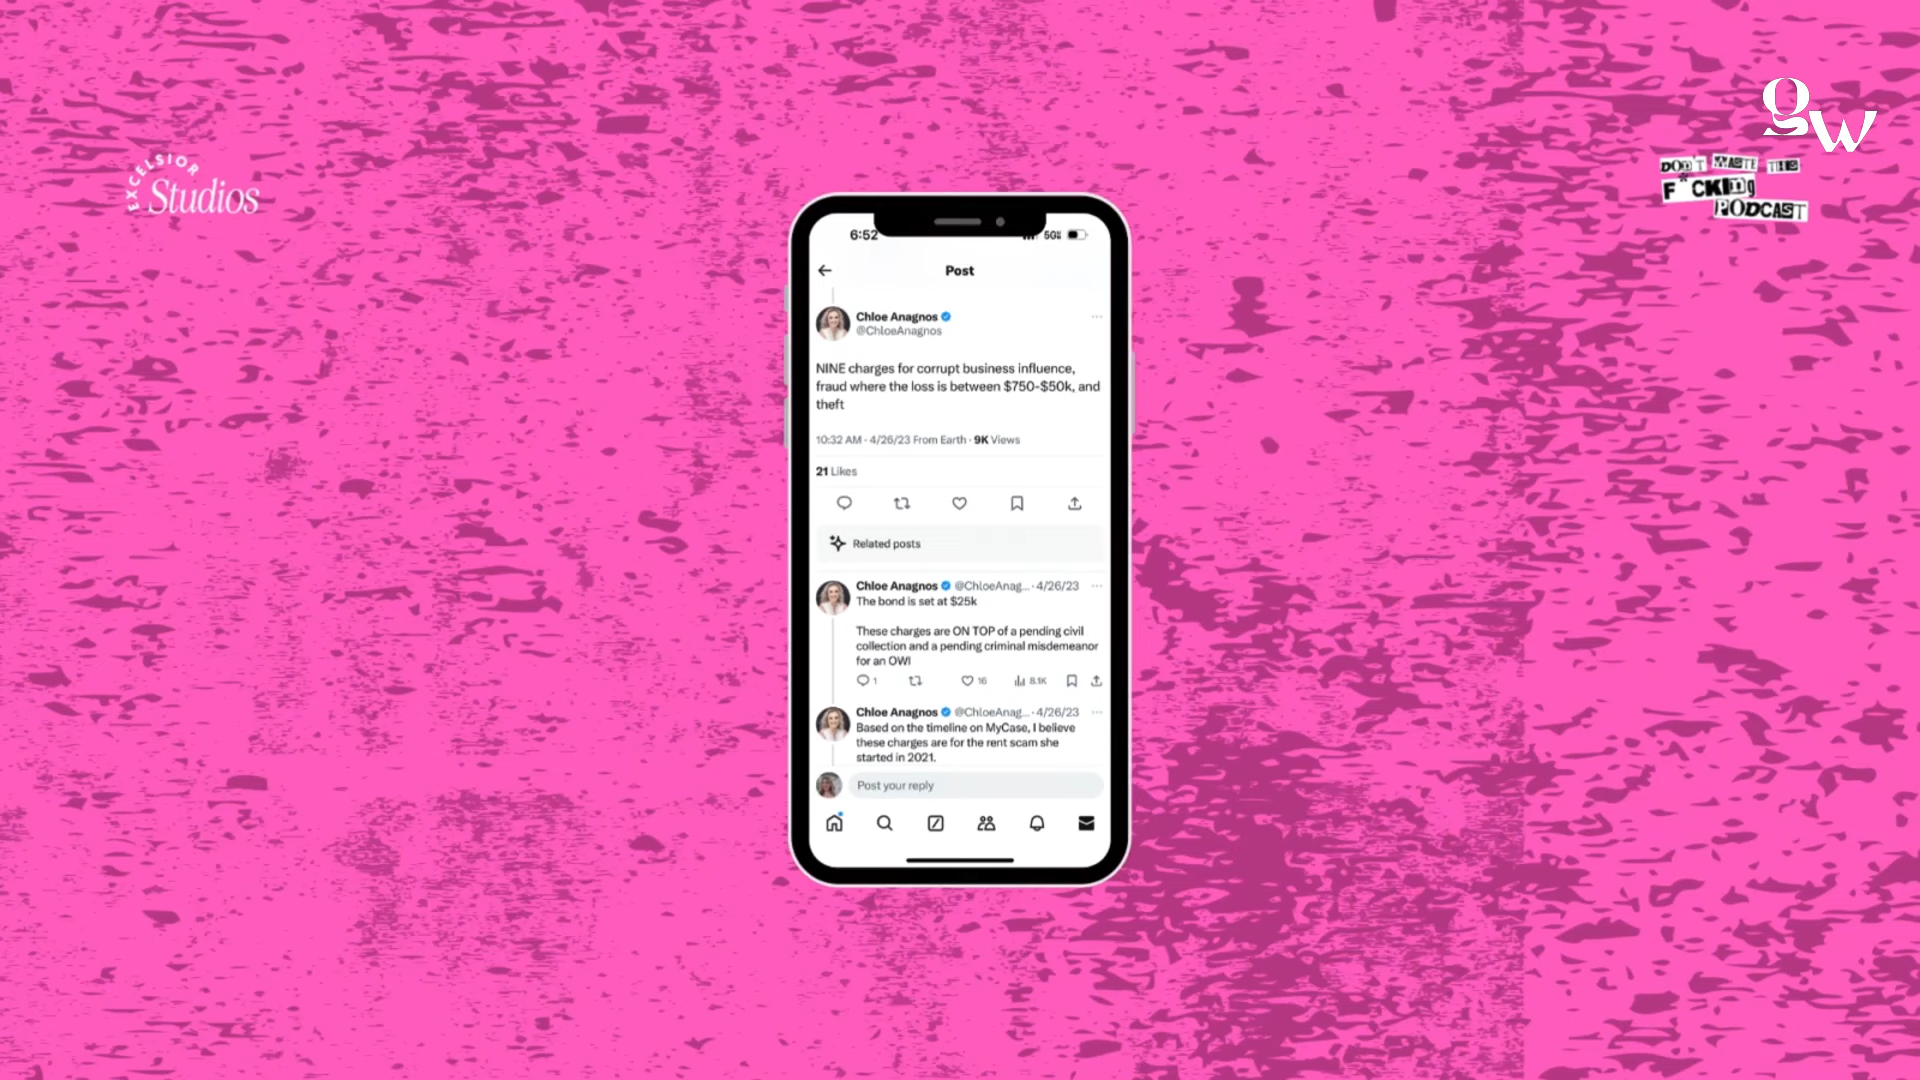 EXCELSIOR
Studios
gw
DON'T WASTE THE
F*CKING
PODCAST
6:52
5G
Post
Chloe Anagnos
@ChloeAnagnos
NINE charges for corrupt business influence,
fraud where the loss is between $750-$50k, and
theft
10:32 AM · 4/26/23 From Earth · 9K Views
21 Likes
Related posts
Chloe Anagnos @ChloeAnag... · 4/26/23
The bond is set at $25k
These charges are ON TOP of a pending civil
collection and a pending criminal misdemeanor
for an OWI
1 16 8.1K
Chloe Anagnos @ChloeAnag... · 4/26/23
Based on the timeline on MyCase, I believe
these charges are for the rent scam she
started in 2021.
Post your reply